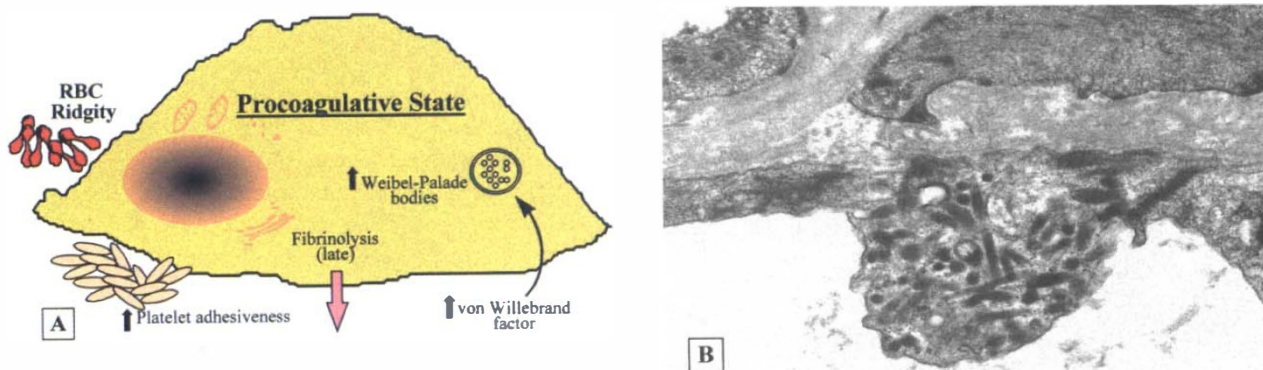 RBC
Ridgity
Procoagulative State
Weibel-Palade
bodies
Fibrinolysis
(late)
von Willebrand
factor
Platelet adhesiveness
A
B